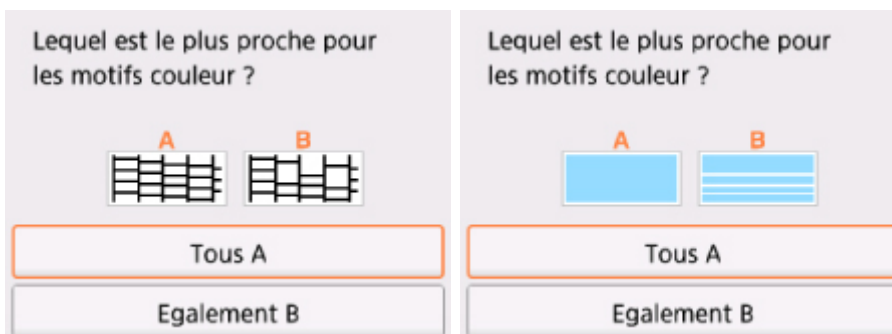 Lequel est le plus proche pour
les motifs couleur ?
A B
Tous A
Egalement B
Lequel est le plus proche pour
les motifs couleur ?
A B
Tous A
Egalement B